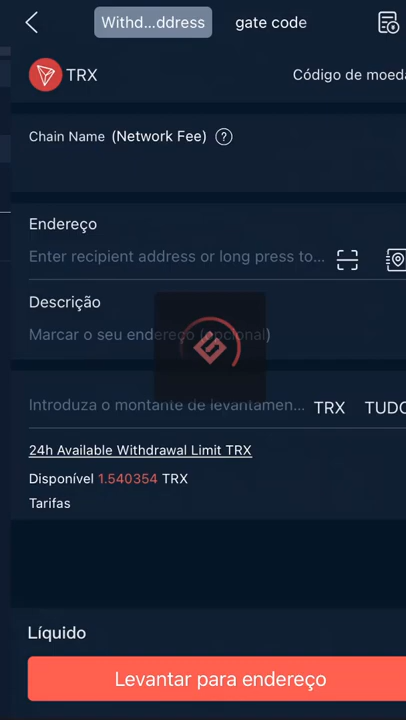 Withd...ddress
gate code
TRX
Código de moeda
Chain Name (Network Fee) ?
Endereço
Enter recipient address or long press to...
Descrição
Marcar o seu endereço (opcional)
Introduza o montante de levantamen... TRX TUDO
24h Available Withdrawal Limit TRX
Disponível 1.540354 TRX
Tarifas
Líquido
Levantar para endereço